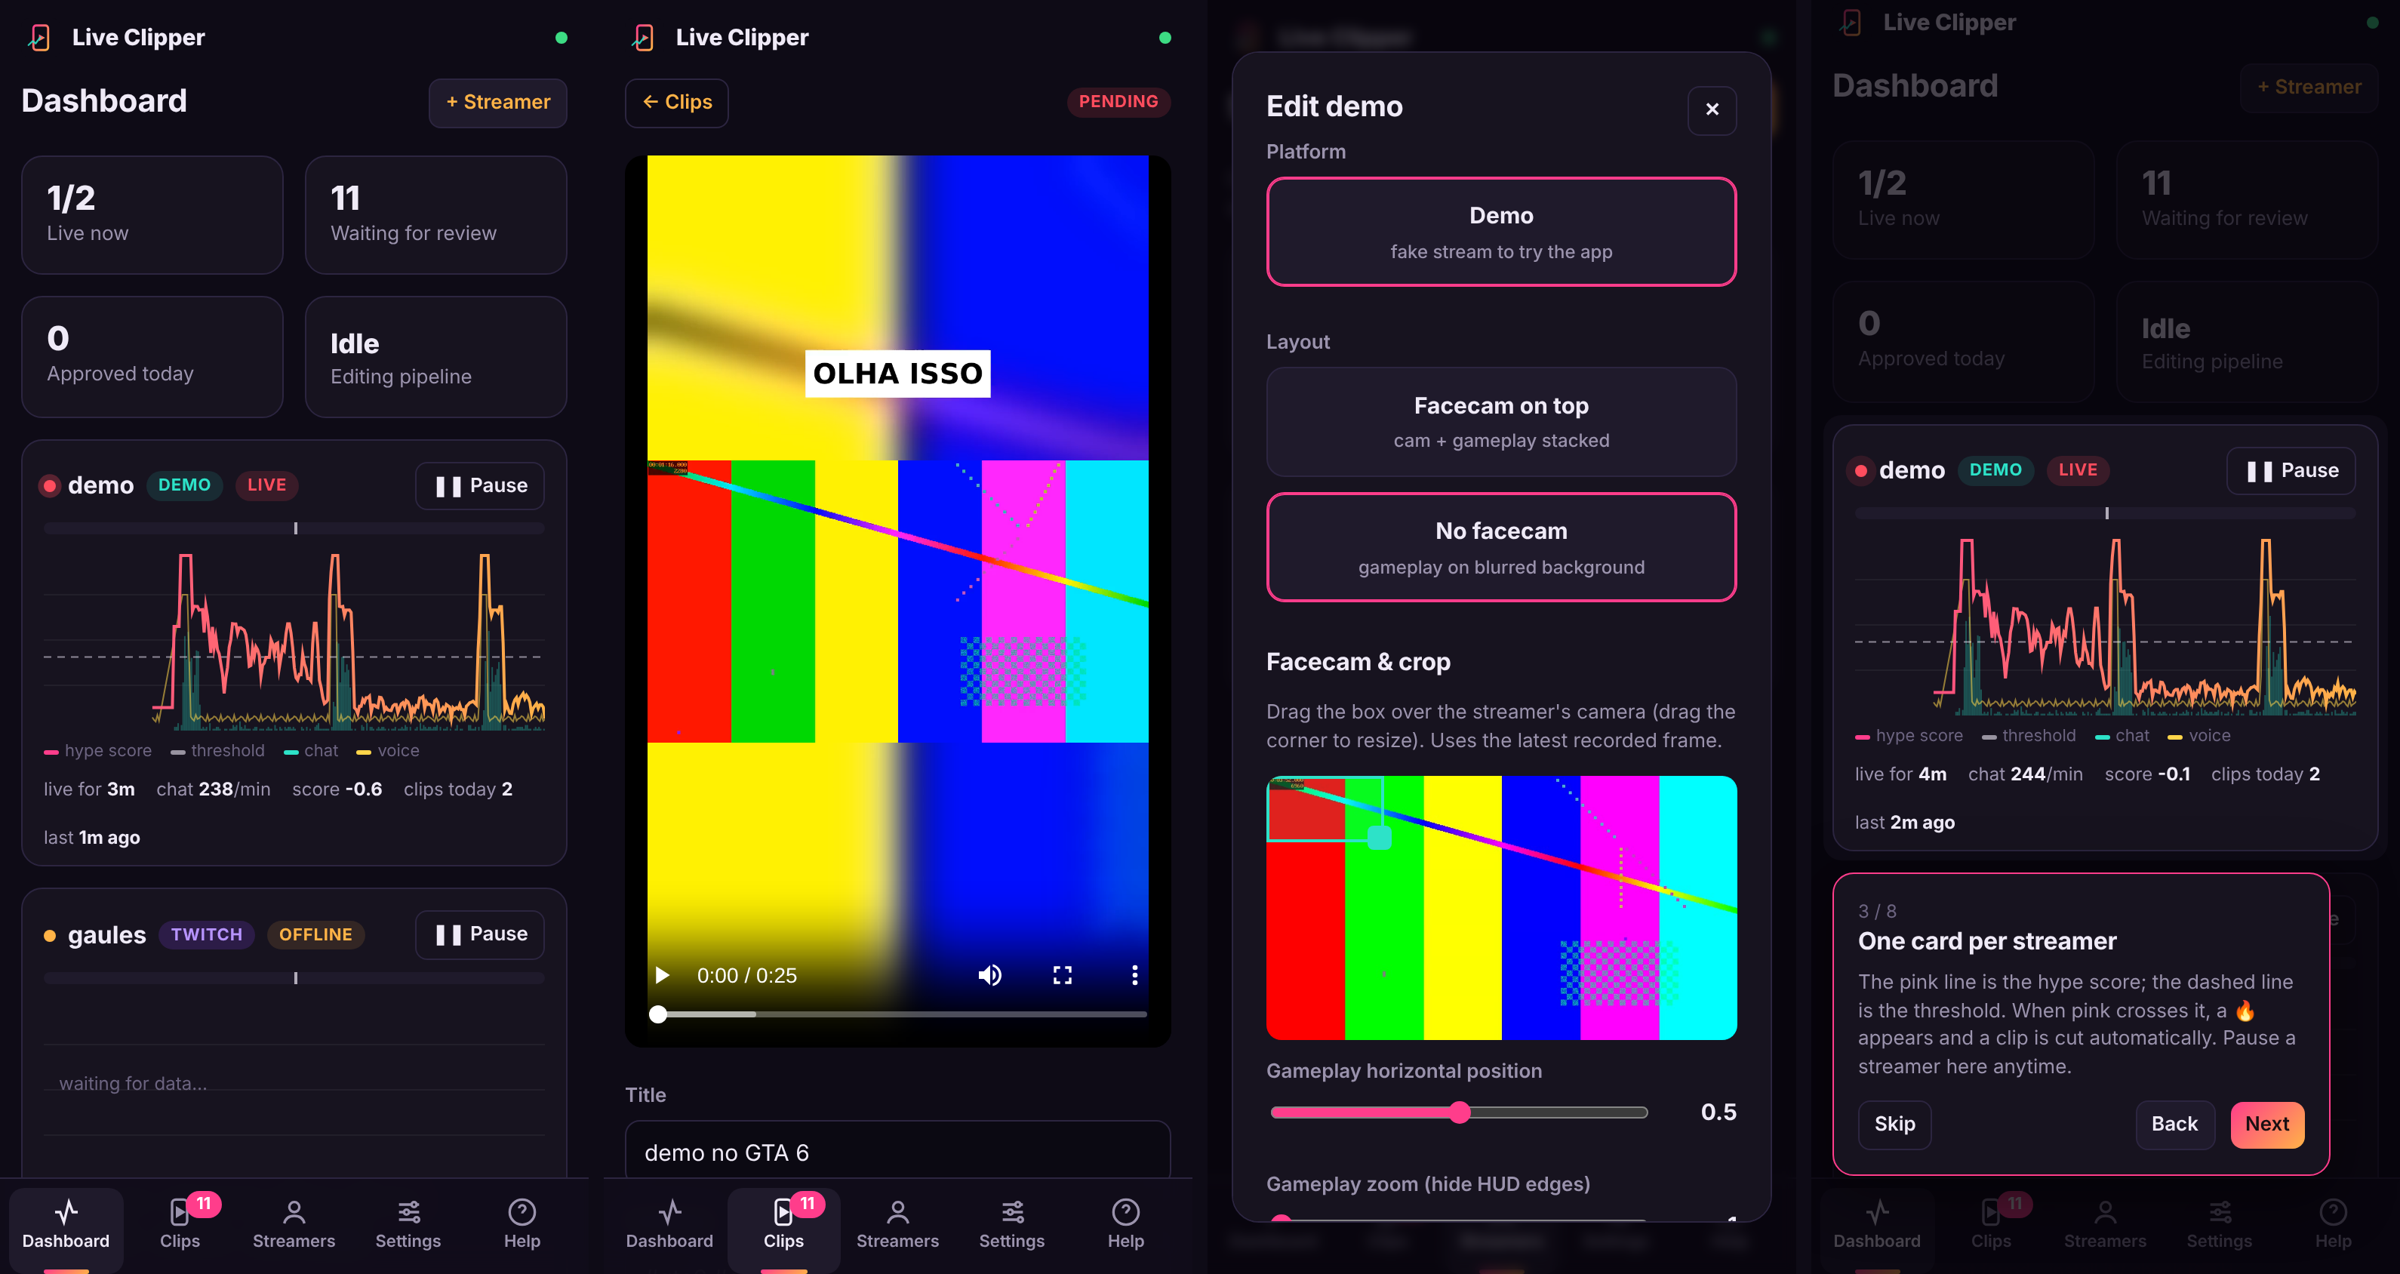 Live Clipper
Dashboard
+ Streamer
1/2
Live now
11
Waiting for review
0
Approved today
Idle
Editing pipeline
demo DEMO LIVE
❚❚ Pause
hype score threshold chat voice
live for 3m chat 238/min score -0.6 clips today 2
last 1m ago
gaules TWITCH OFFLINE
❚❚ Pause
waiting for data...
Dashboard
11
Clips
Streamers
Settings
Help
Live Clipper
← Clips
PENDING
OLHA ISSO
0:00 / 0:25
Title
demo no GTA 6
Dashboard
11
Clips
Streamers
Settings
Help
Live Clipper
Edit demo
×
Platform
Demo
fake stream to try the app
Layout
Facecam on top
cam + gameplay stacked
No facecam
gameplay on blurred background
Facecam & crop
Drag the box over the streamer's camera (drag the
corner to resize). Uses the latest recorded frame.
Gameplay horizontal position
0.5
Gameplay zoom (hide HUD edges)
Live Clipper
Dashboard
+ Streamer
1/2
Live now
11
Waiting for review
0
Approved today
Idle
Editing pipeline
demo DEMO LIVE
❚❚ Pause
hype score threshold chat voice
live for 4m chat 244/min score -0.1 clips today 2
last 2m ago
3 / 8
One card per streamer
The pink line is the hype score; the dashed line
is the threshold. When pink crosses it, a 🔥
appears and a clip is cut automatically. Pause a
streamer here anytime.
Skip
Back
Next
Dashboard
11
Clips
Streamers
Settings
Help